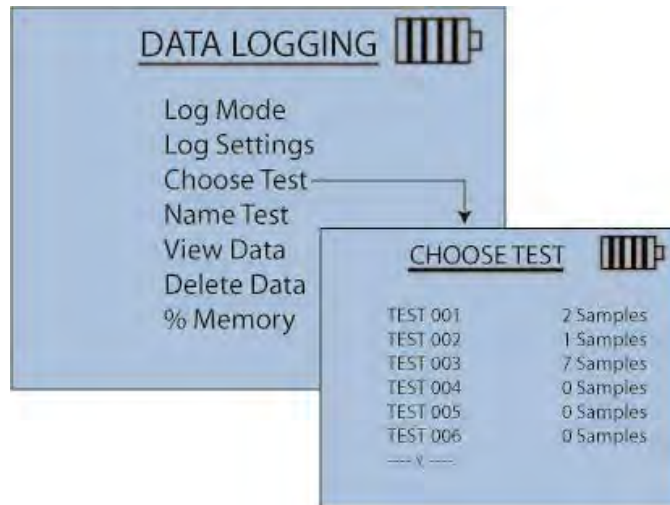 DATA LOGGING
Log Mode
Log Settings
Choose Test
Name Test
View Data
Delete Data
% Memory
CHOOSE TEST
TEST 001 2 Samples
TEST 002 1 Samples
TEST 003 7 Samples
TEST 004 0 Samples
TEST 005 0 Samples
TEST 006 0 Samples